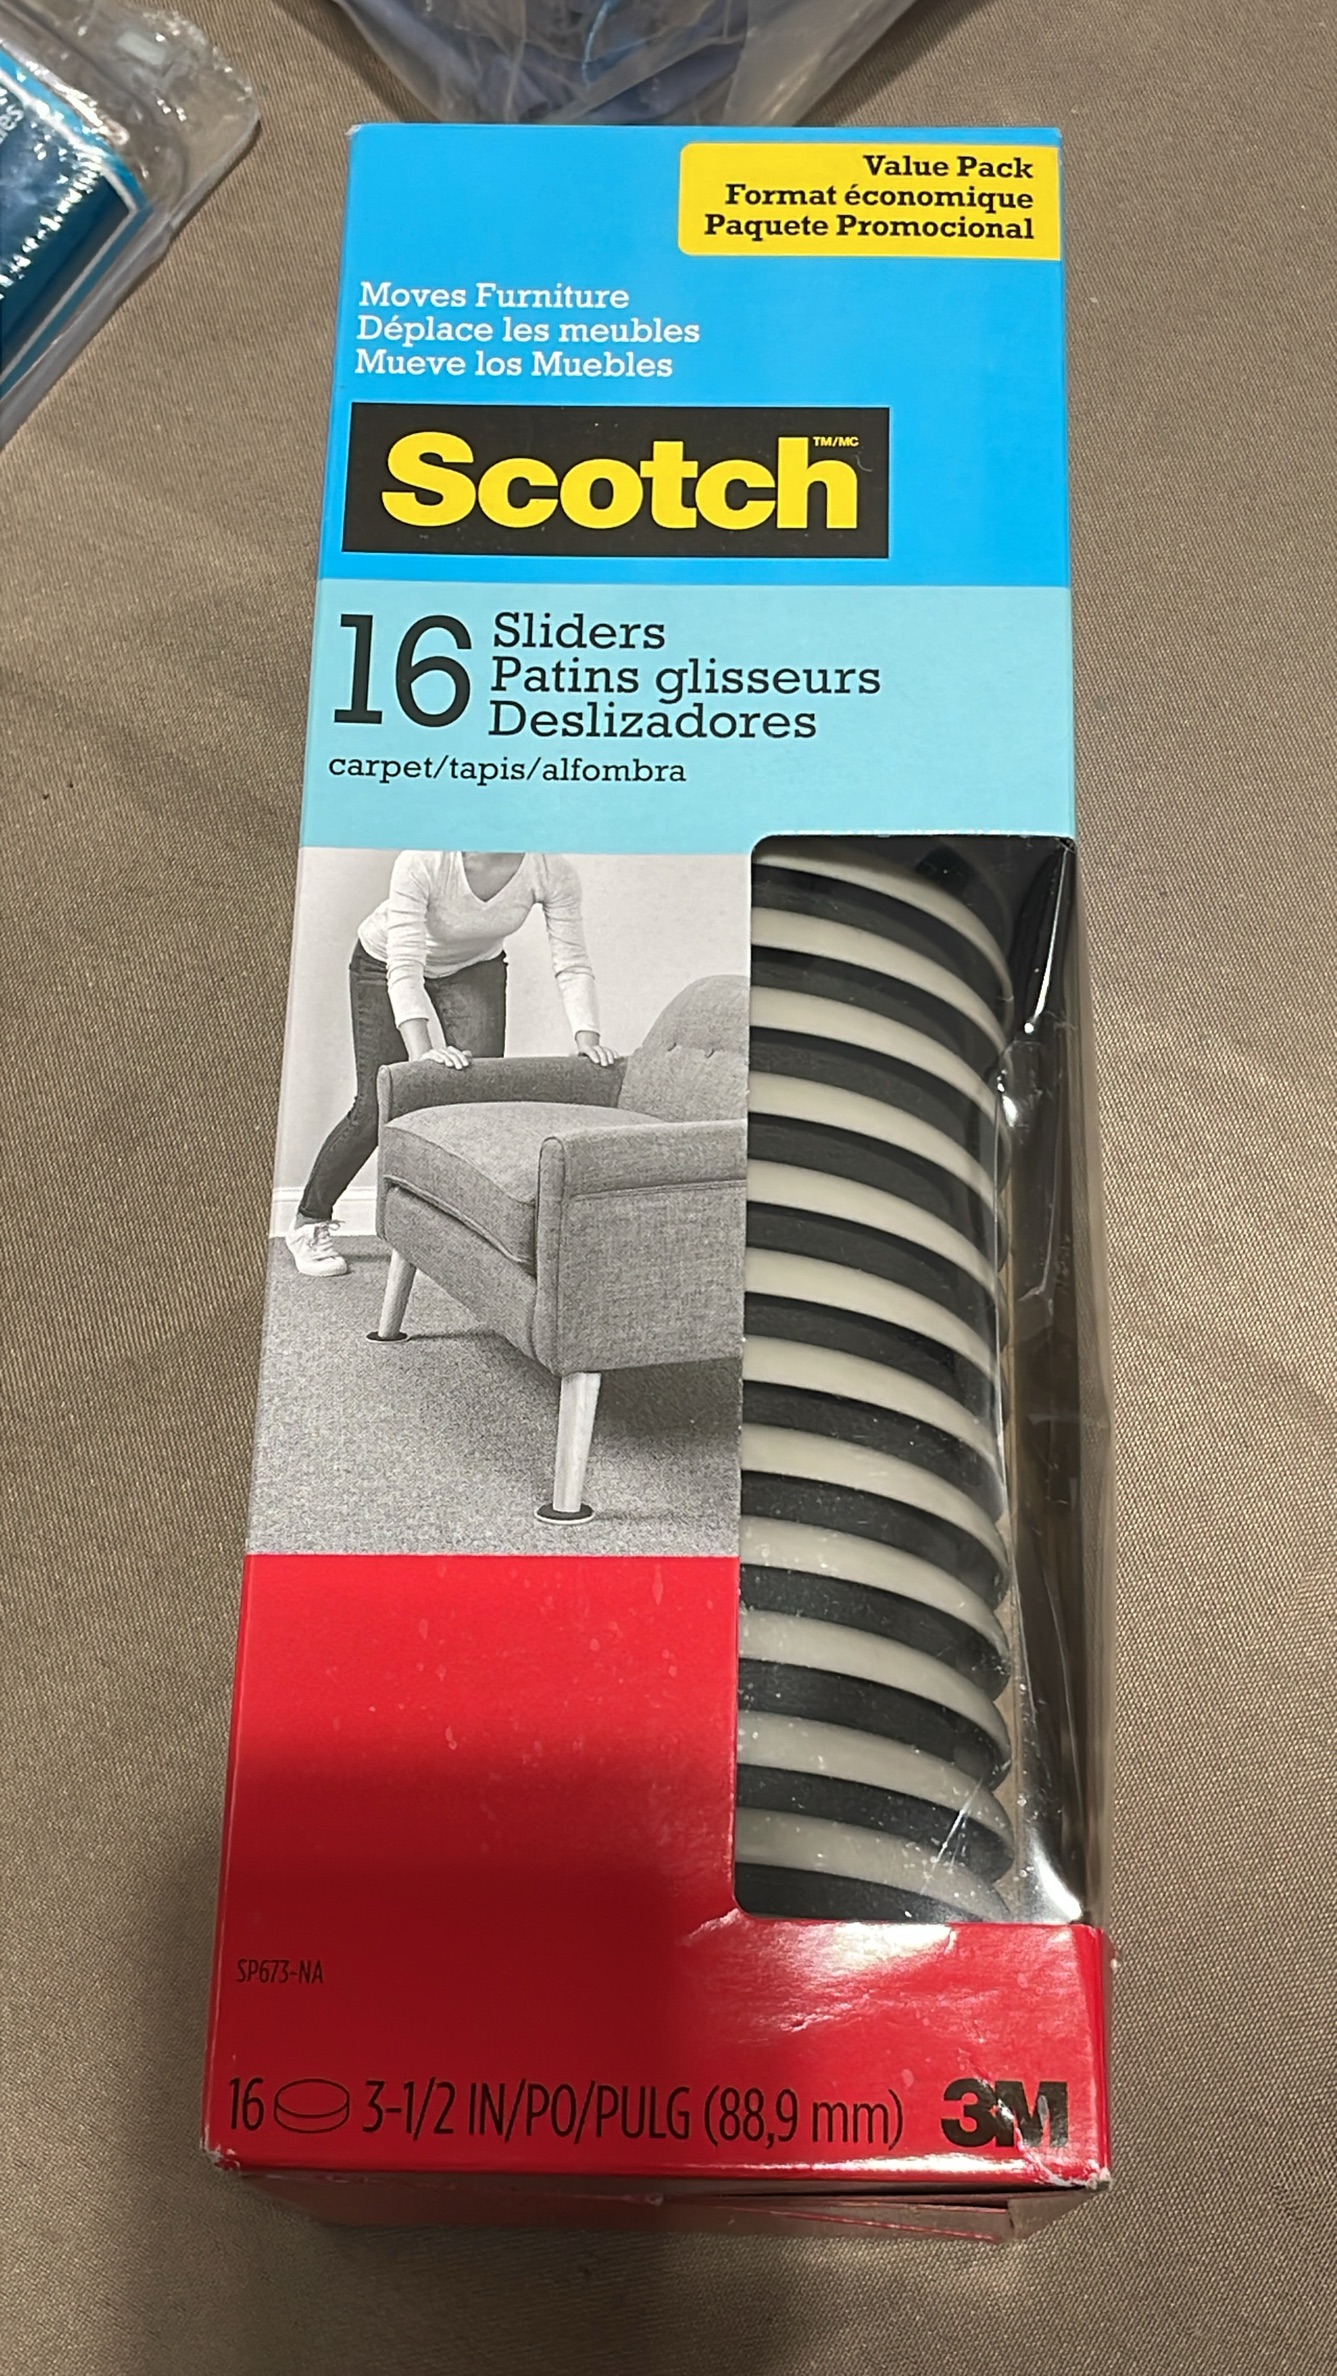 Value Pack
Format économique
Paquete Promocional
Moves Furniture
Déplace les meubles
Mueve los Muebles
Scotch TM/MC
16 Sliders
Patins glisseurs
Deslizadores
carpet/tapis/alfombra
SP673-NA
16 3-1/2 IN/PO/PULG (88,9 mm) 3M